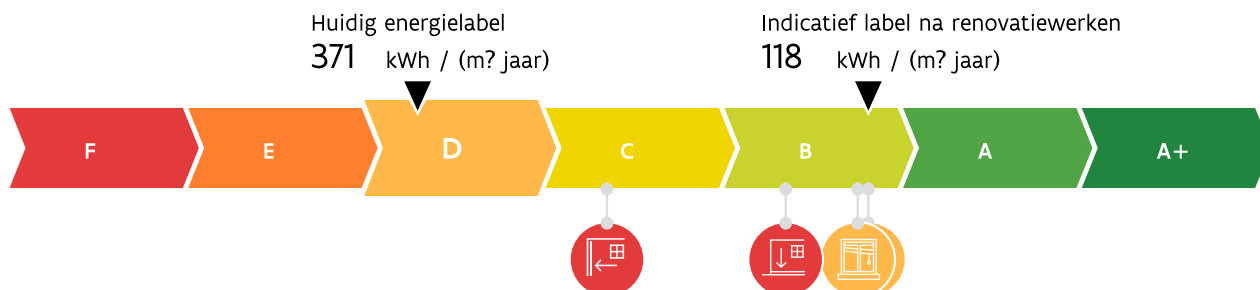 Huidig energielabel
371 kWh / (m? jaar)
Indicatief label na renovatiewerken
118 kWh / (m? jaar)
F E D C B A A+